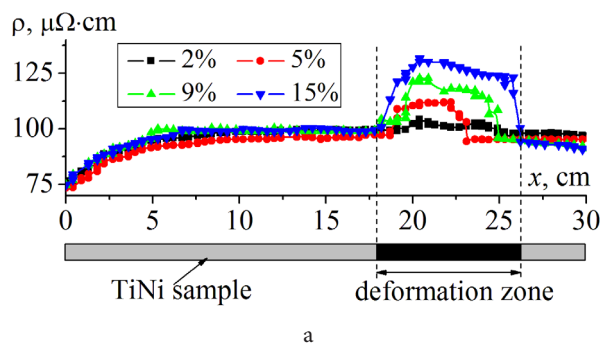 ρ, μΩ·cm
2% 5%
9% 15%
125
100
75
x, cm
0 5 10 15 20 25 30
TiNi sample
deformation zone
a